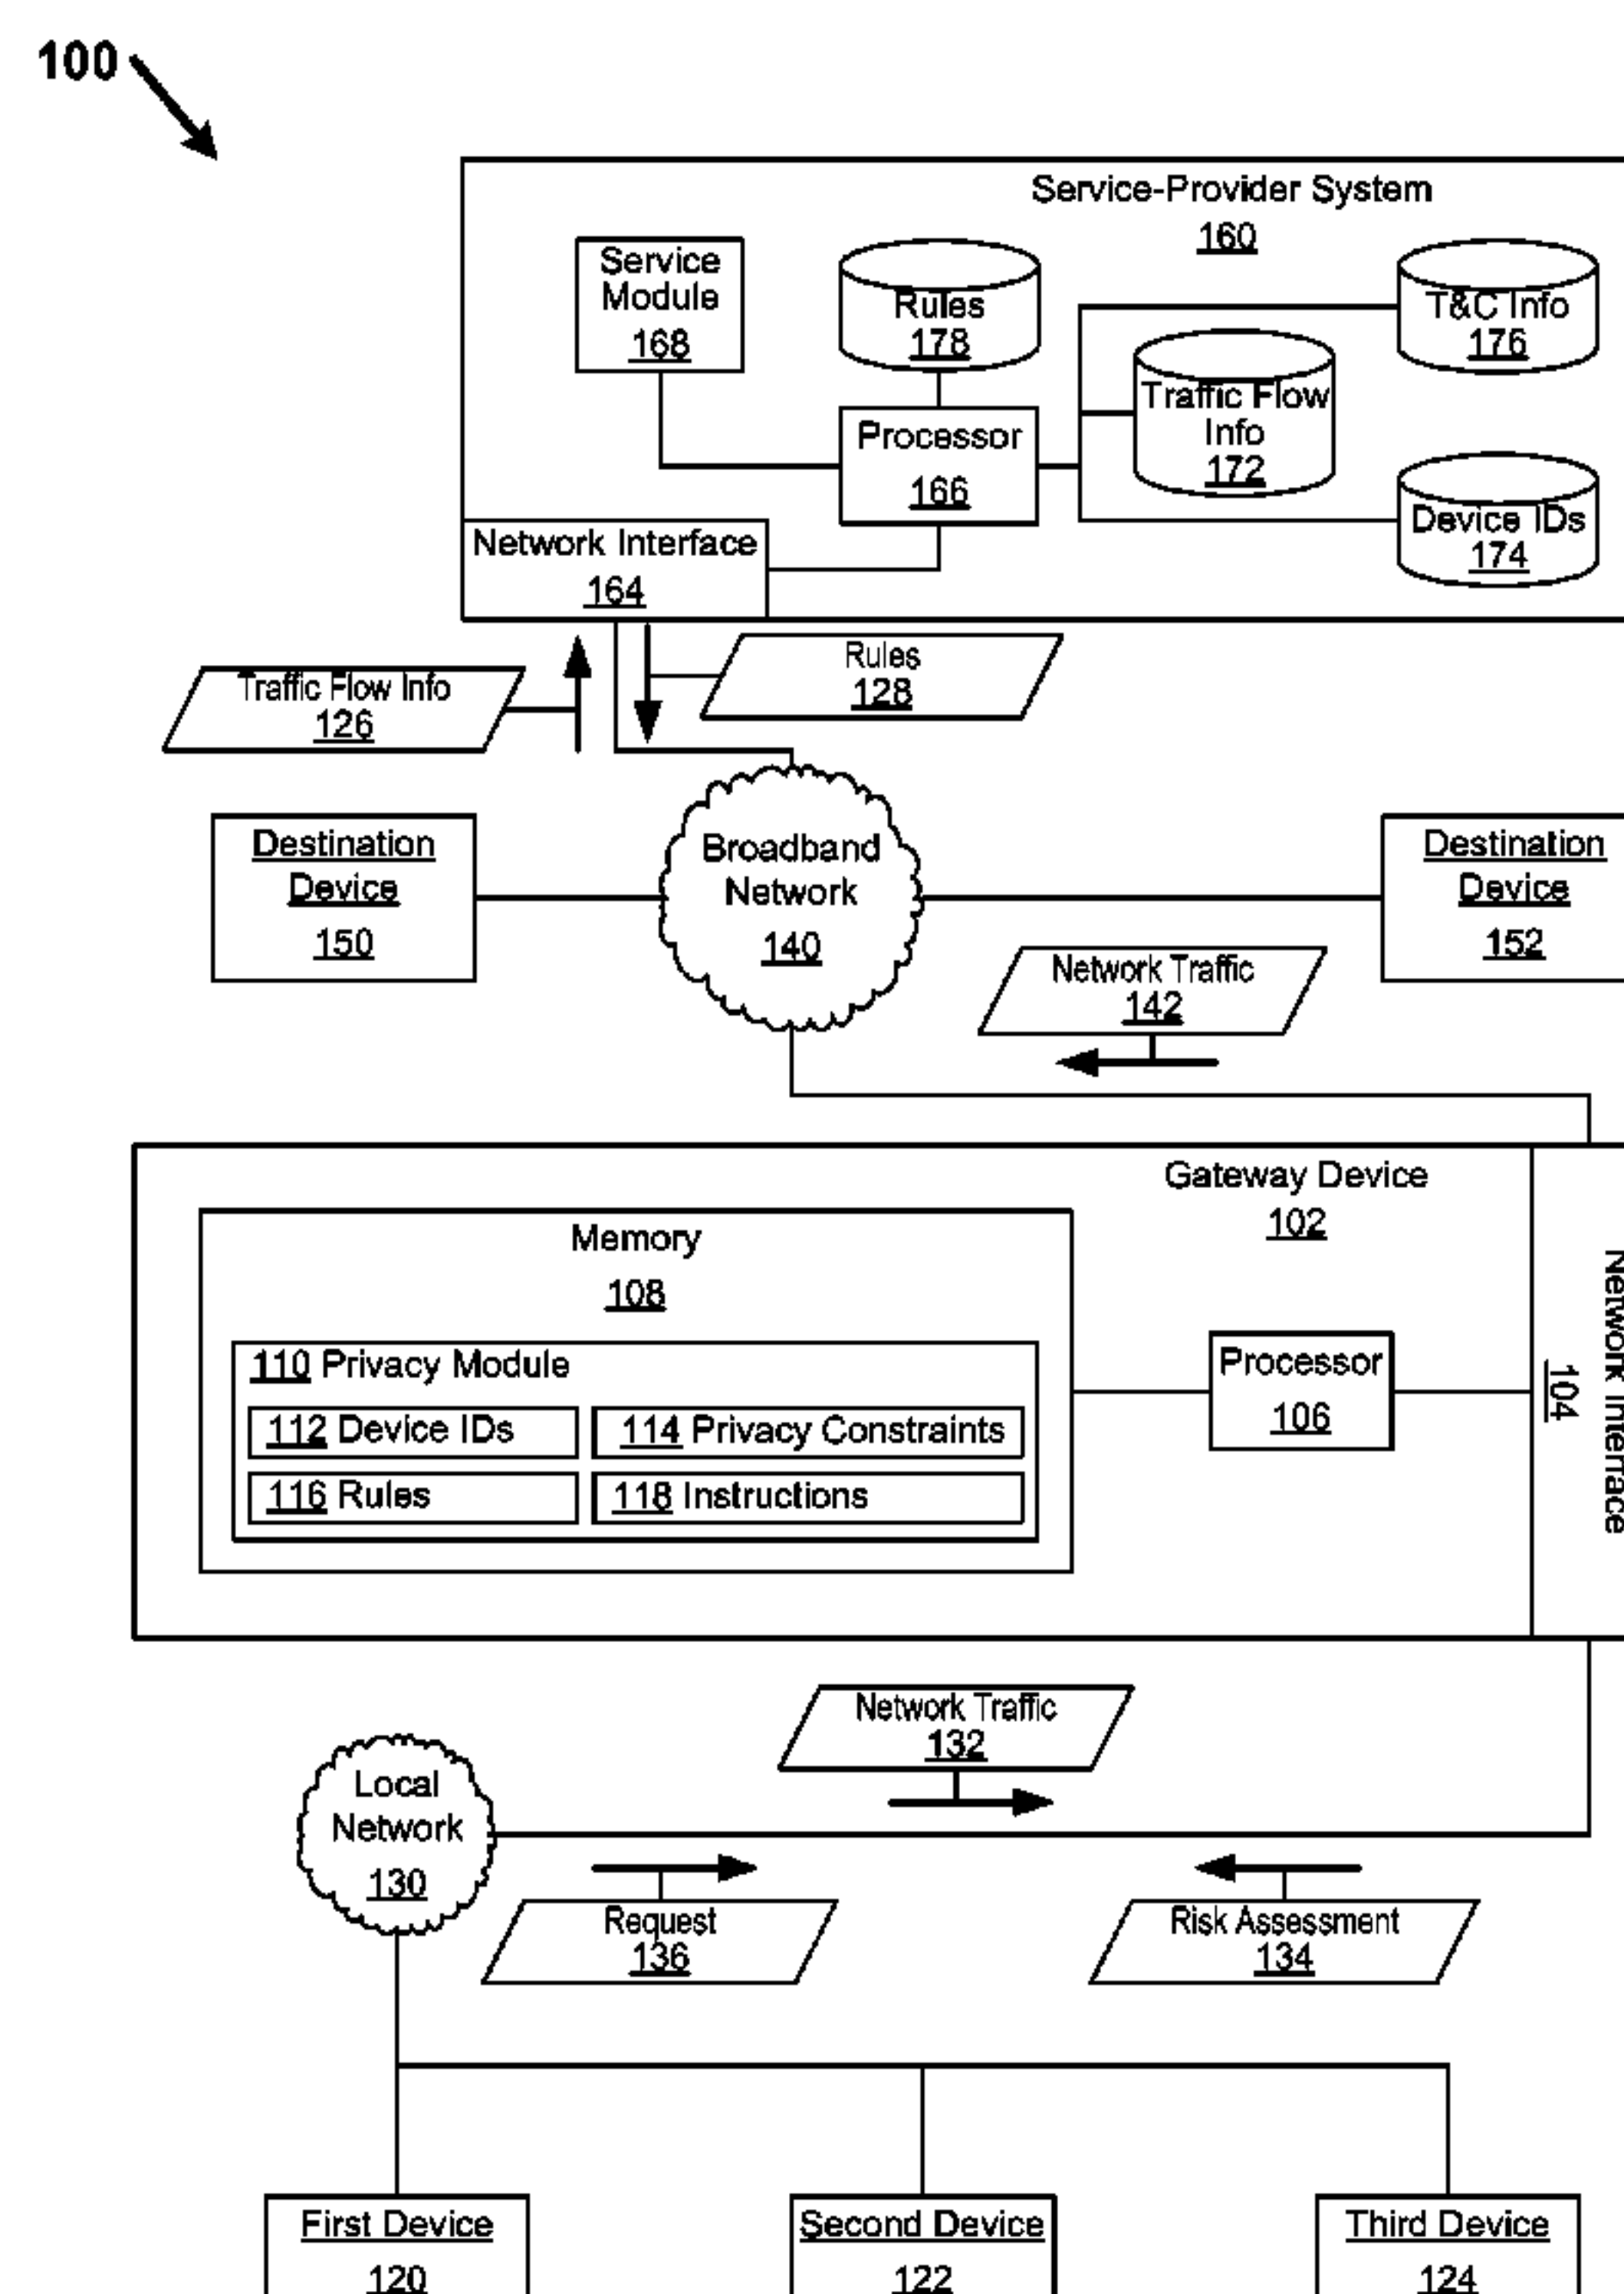 100
Service-Provider System
160
Service
Module
168
Rules
178
T&C Info
176
Traffic Flow
Info
172
Processor
166
Device IDs
174
Network Interface
164
Traffic Flow Info
126
Rules
128
Destination
Device
150
Broadband
Network
140
Destination
Device
152
Network Traffic
142
Gateway Device
102
Memory
108
110 Privacy Module
112 Device IDs
114 Privacy Constraints
116 Rules
118 Instructions
Processor
106
Network Interface
104
Network Traffic
132
Local
Network
130
Request
136
Risk Assessment
134
First Device
120
Second Device
122
Third Device
124